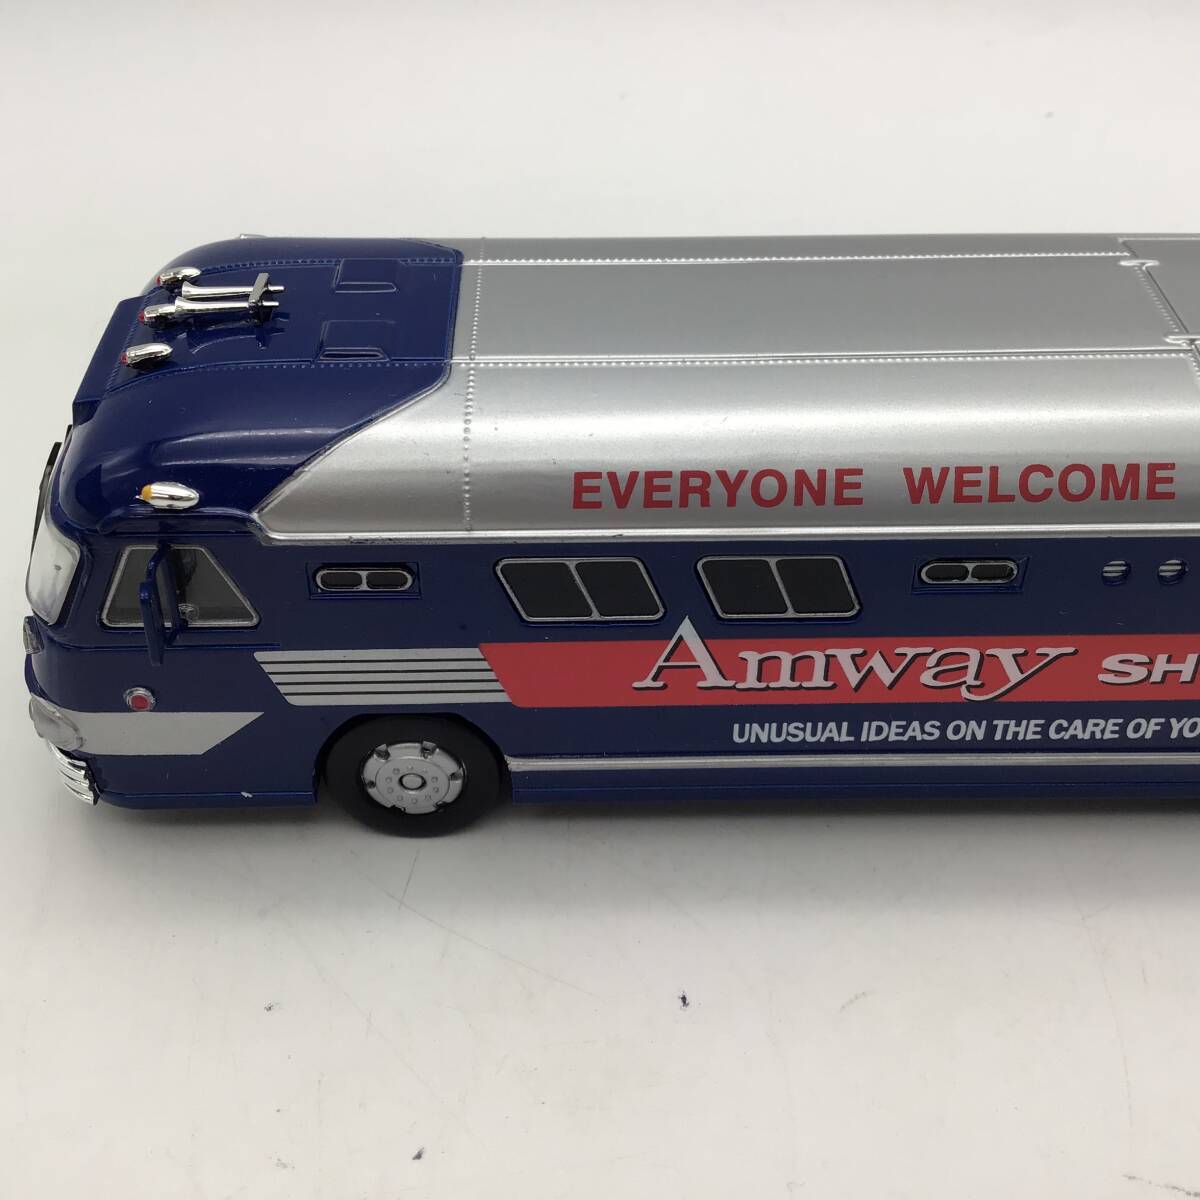 EVERYONE WELCOME
Amway SH
UNUSUAL IDEAS ON THE CARE OF YO